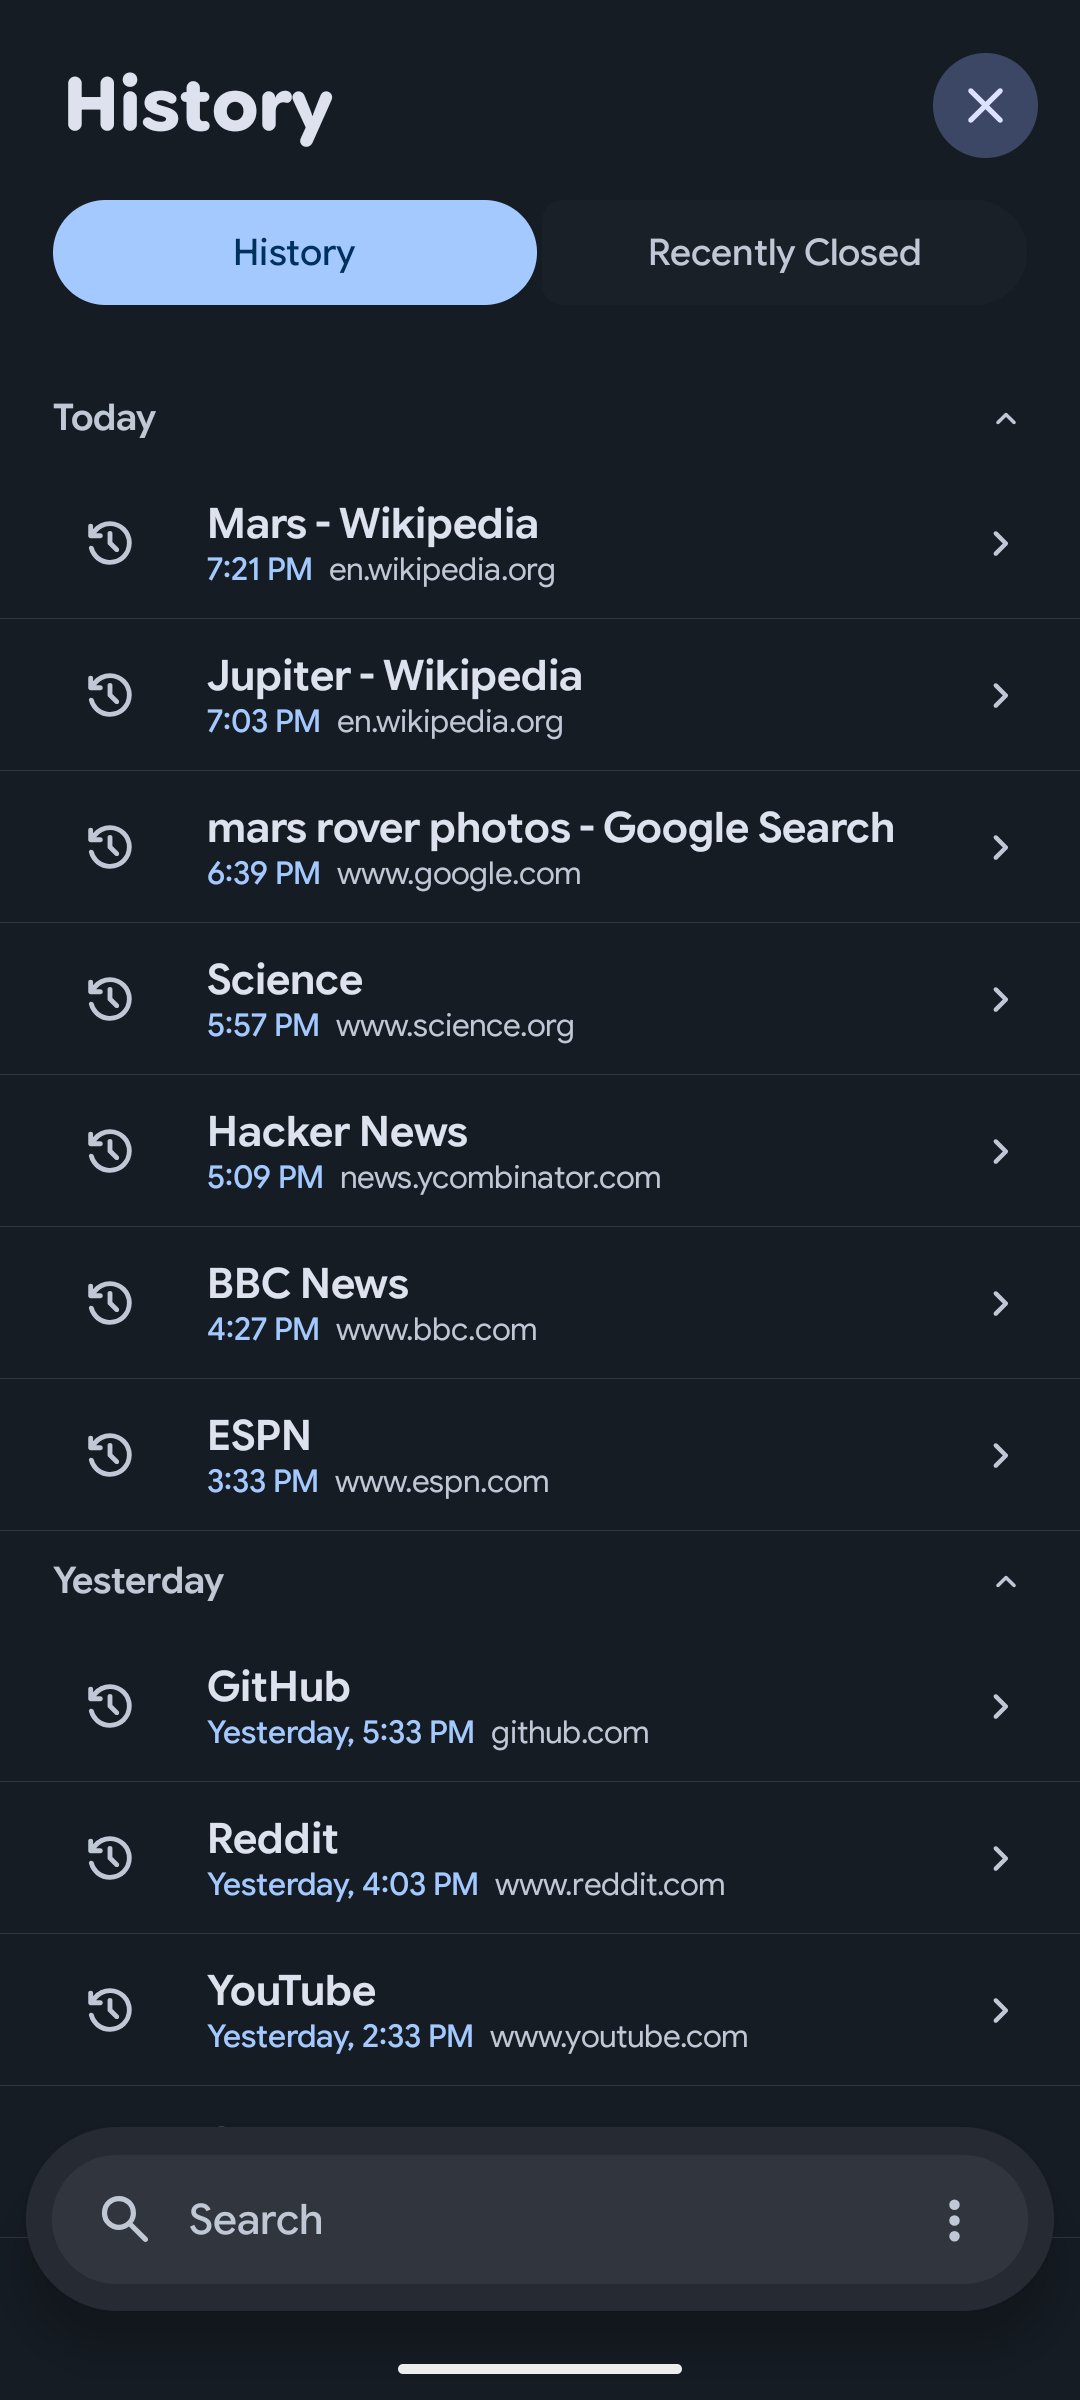 History
History
Recently Closed
Today
Mars - Wikipedia
7:21 PM en.wikipedia.org
Jupiter - Wikipedia
7:03 PM en.wikipedia.org
mars rover photos - Google Search
6:39 PM www.google.com
Science
5:57 PM www.science.org
Hacker News
5:09 PM news.ycombinator.com
BBC News
4:27 PM www.bbc.com
ESPN
3:33 PM www.espn.com
Yesterday
GitHub
Yesterday, 5:33 PM github.com
Reddit
Yesterday, 4:03 PM www.reddit.com
YouTube
Yesterday, 2:33 PM www.youtube.com
Search